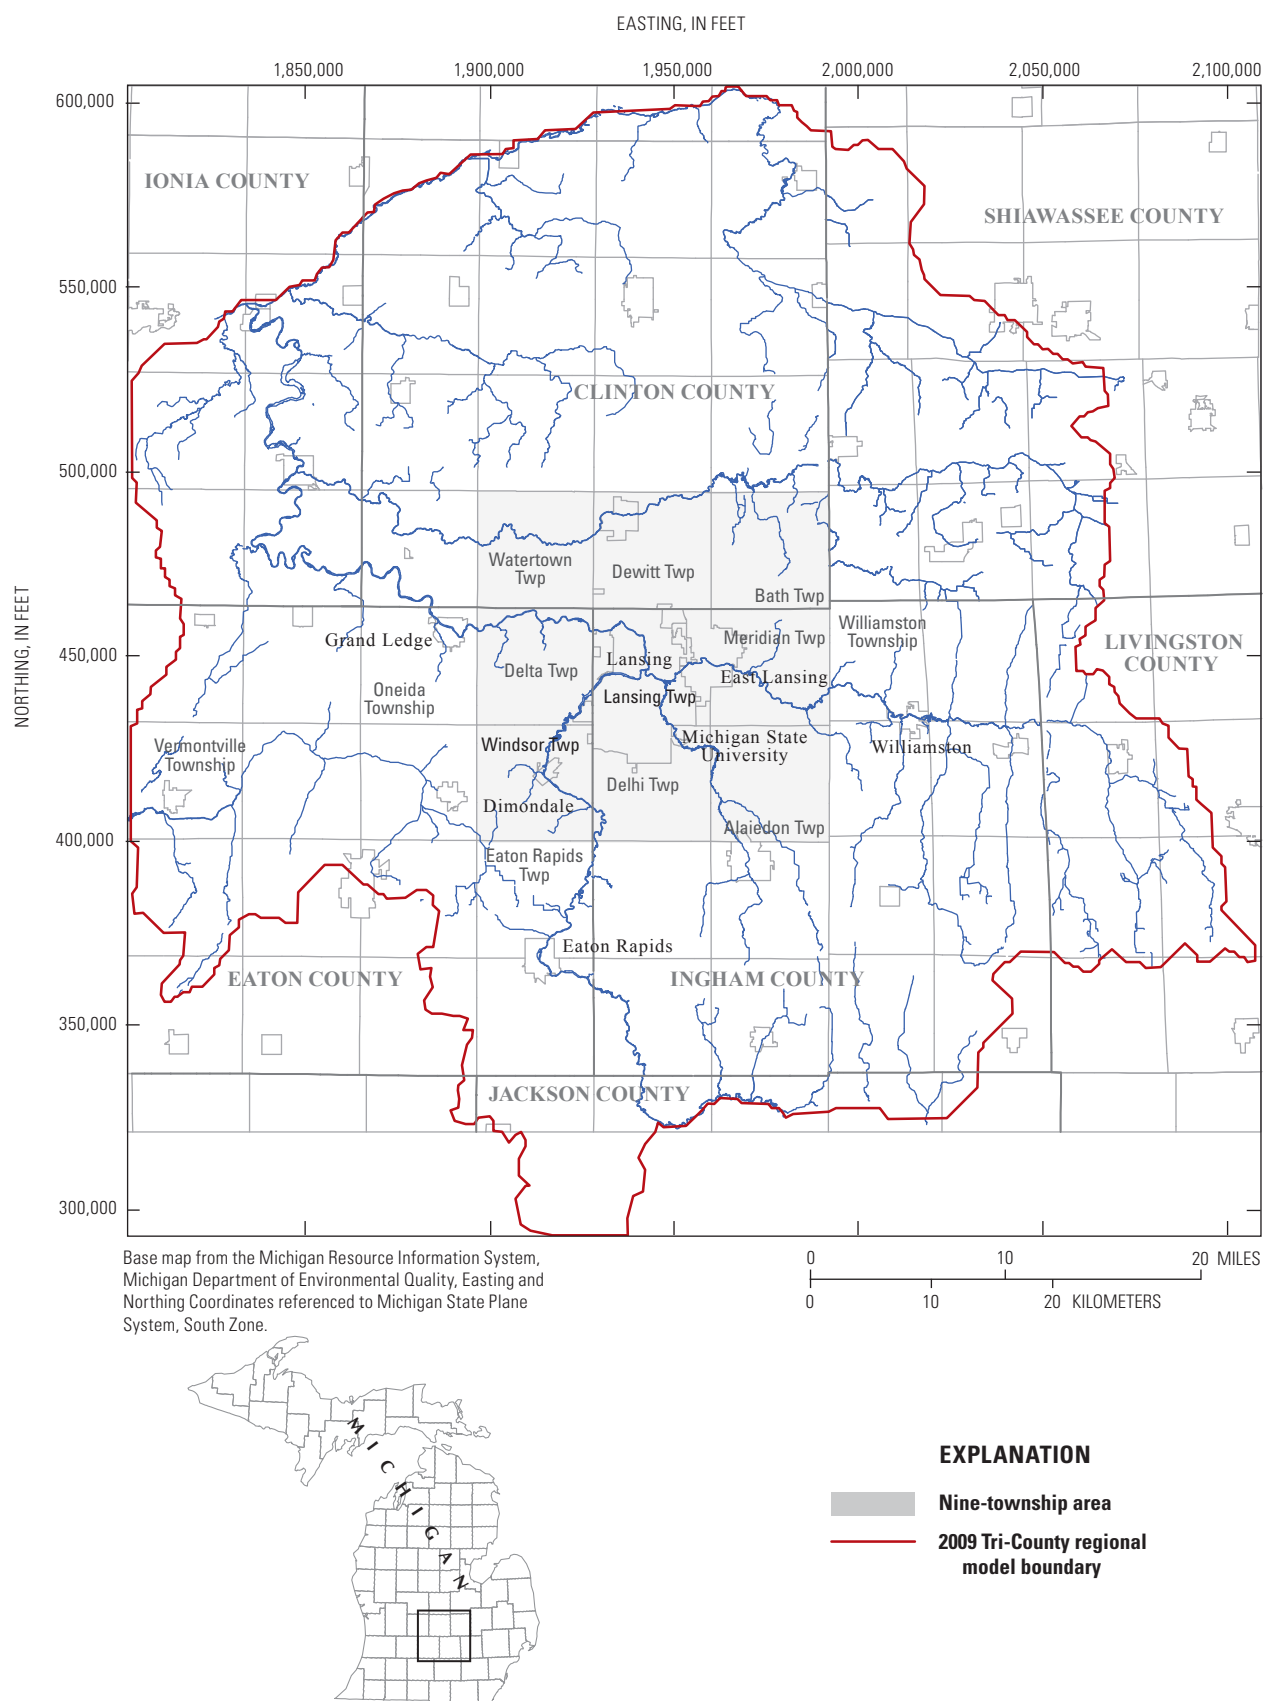 EASTING, IN FEET
1,850,000
1,900,000
1,950,000
2,000,000
2,050,000
2,100,000
NORTHING, IN FEET
600,000
550,000
500,000
450,000
400,000
350,000
300,000
IONIA COUNTY
SHIAWASSEE COUNTY
CLINTON COUNTY
Watertown
Twp
Dewitt Twp
Bath Twp
Grand Ledge
Lansing
Meridian Twp
Williamston
Township
LIVINGSTON
COUNTY
Delta Twp
East Lansing
Oneida
Township
Lansing Twp
Vermontville
Township
Windsor Twp
Michigan State
University
Williamston
Delhi Twp
Dimondale
Alaiedon Twp
Eaton Rapids
Twp
Eaton Rapids
EATON COUNTY
INGHAM COUNTY
JACKSON COUNTY
Base map from the Michigan Resource Information System,
Michigan Department of Environmental Quality, Easting and
Northing Coordinates referenced to Michigan State Plane
System, South Zone.
0
10
20 MILES
0
10
20 KILOMETERS
MICHIGAN
EXPLANATION
Nine-township area
2009 Tri-County regional
model boundary